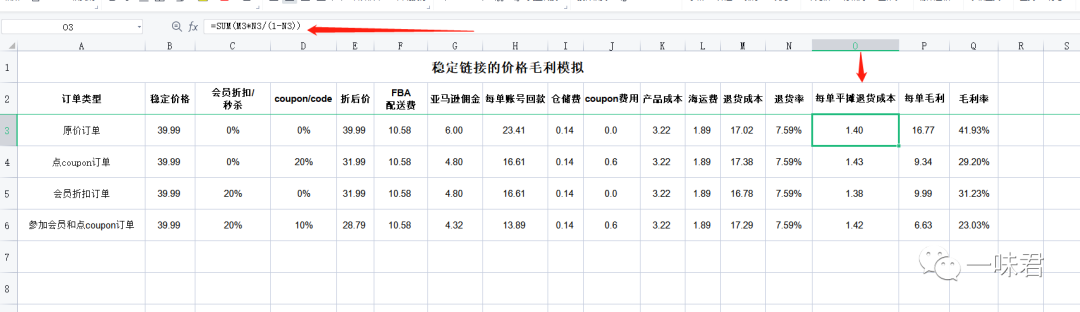 O3 fx =SUM(M3*N3/(1-N3))
A B C D E F G H I J K L M N O P Q R S
1 稳定链接的价格毛利模拟
2 订单类型 稳定价格 会员折扣/秒杀 coupon/code 折后价 FBA配送费 亚马逊佣金 每单账号回款 仓储费 coupon费用 产品成本 海运费 退货成本 退货率 每单平摊退货成本 每单毛利 毛利率
3 原价订单 39.99 0% 0% 39.99 10.58 6.00 23.41 0.14 0.0 3.22 1.89 17.02 7.59% 1.40 16.77 41.93%
4 点coupon订单 39.99 0% 20% 31.99 10.58 4.80 16.61 0.14 0.6 3.22 1.89 17.38 7.59% 1.43 9.34 29.20%
5 会员折扣订单 39.99 20% 0% 31.99 10.58 4.80 16.61 0.14 0.0 3.22 1.89 16.78 7.59% 1.38 9.99 31.23%
6 参加会员和点coupon订单 39.99 20% 10% 28.79 10.58 4.32 13.89 0.14 0.6 3.22 1.89 17.29 7.59% 1.42 6.63 23.03%
7
8
一味君